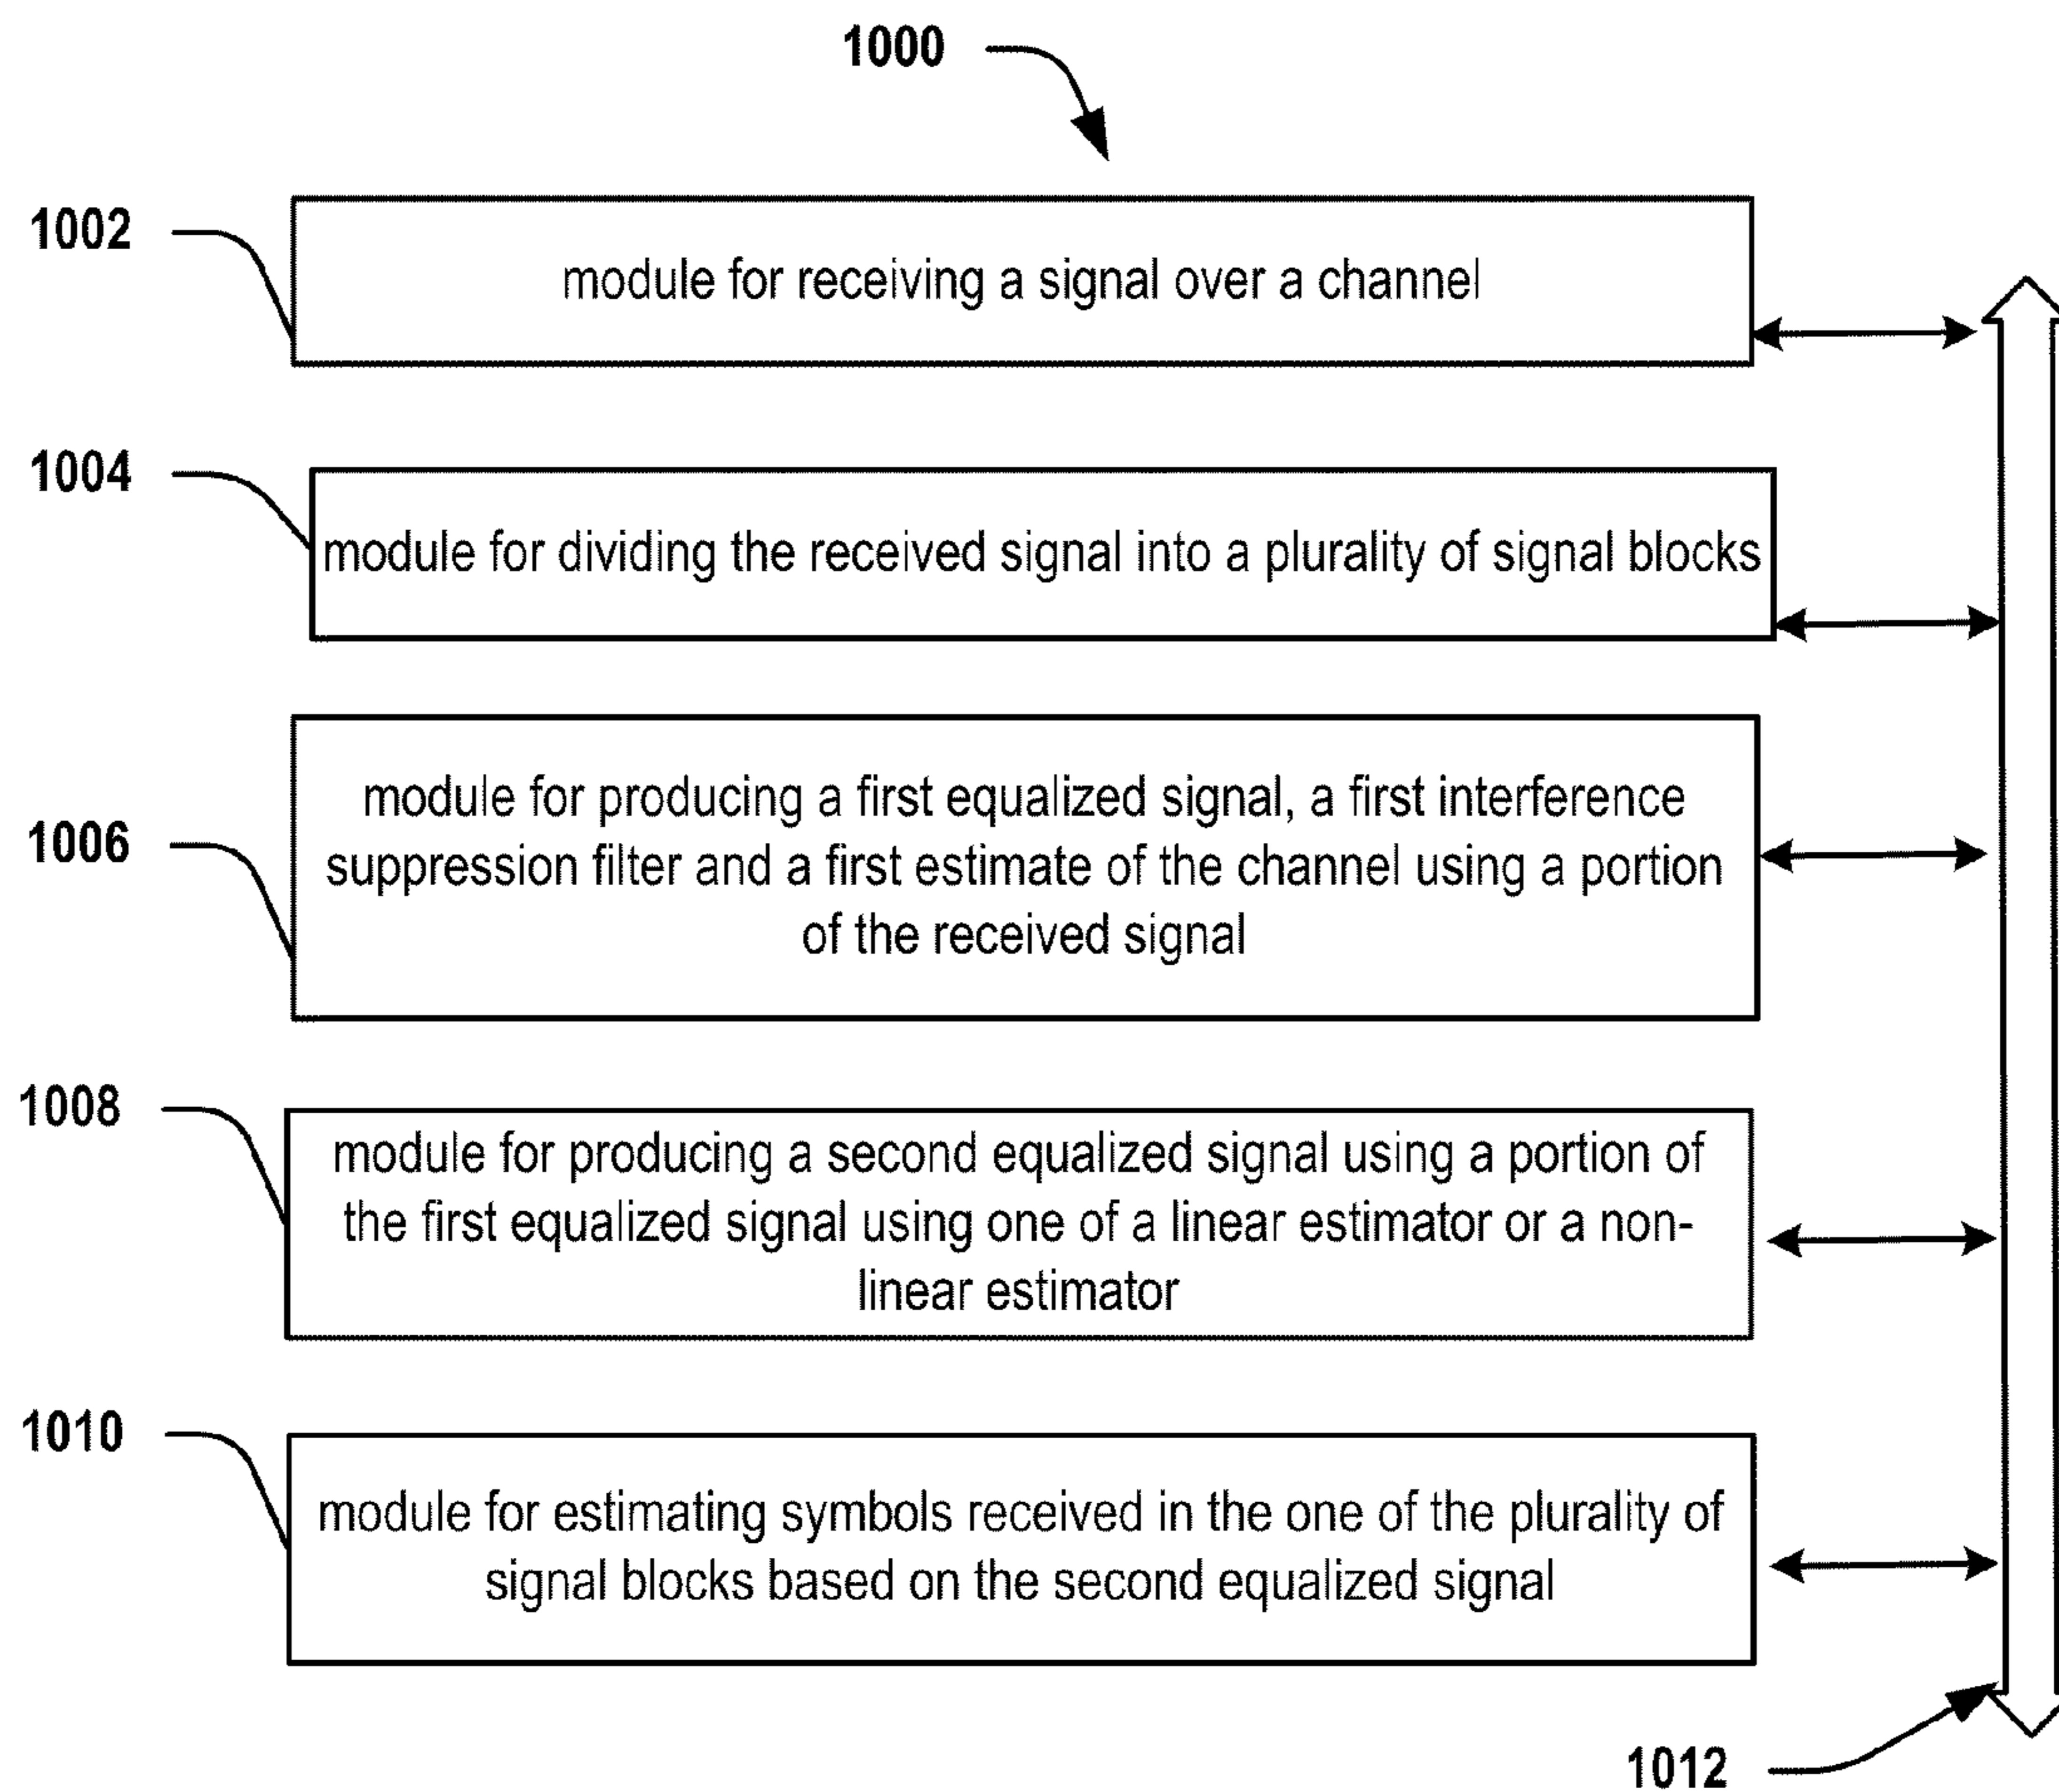 1000
1002
module for receiving a signal over a channel
1004
module for dividing the received signal into a plurality of signal blocks
module for producing a first equalized signal, a first interference
1006
suppression filter and a first estimate of the channel using a portion
of the received signal
1008
module for producing a second equalized signal using a portion of
the first equalized signal using one of a linear estimator or a non-
linear estimator
1010
module for estimating symbols received in the one of the plurality of
signal blocks based on the second equalized signal
1012